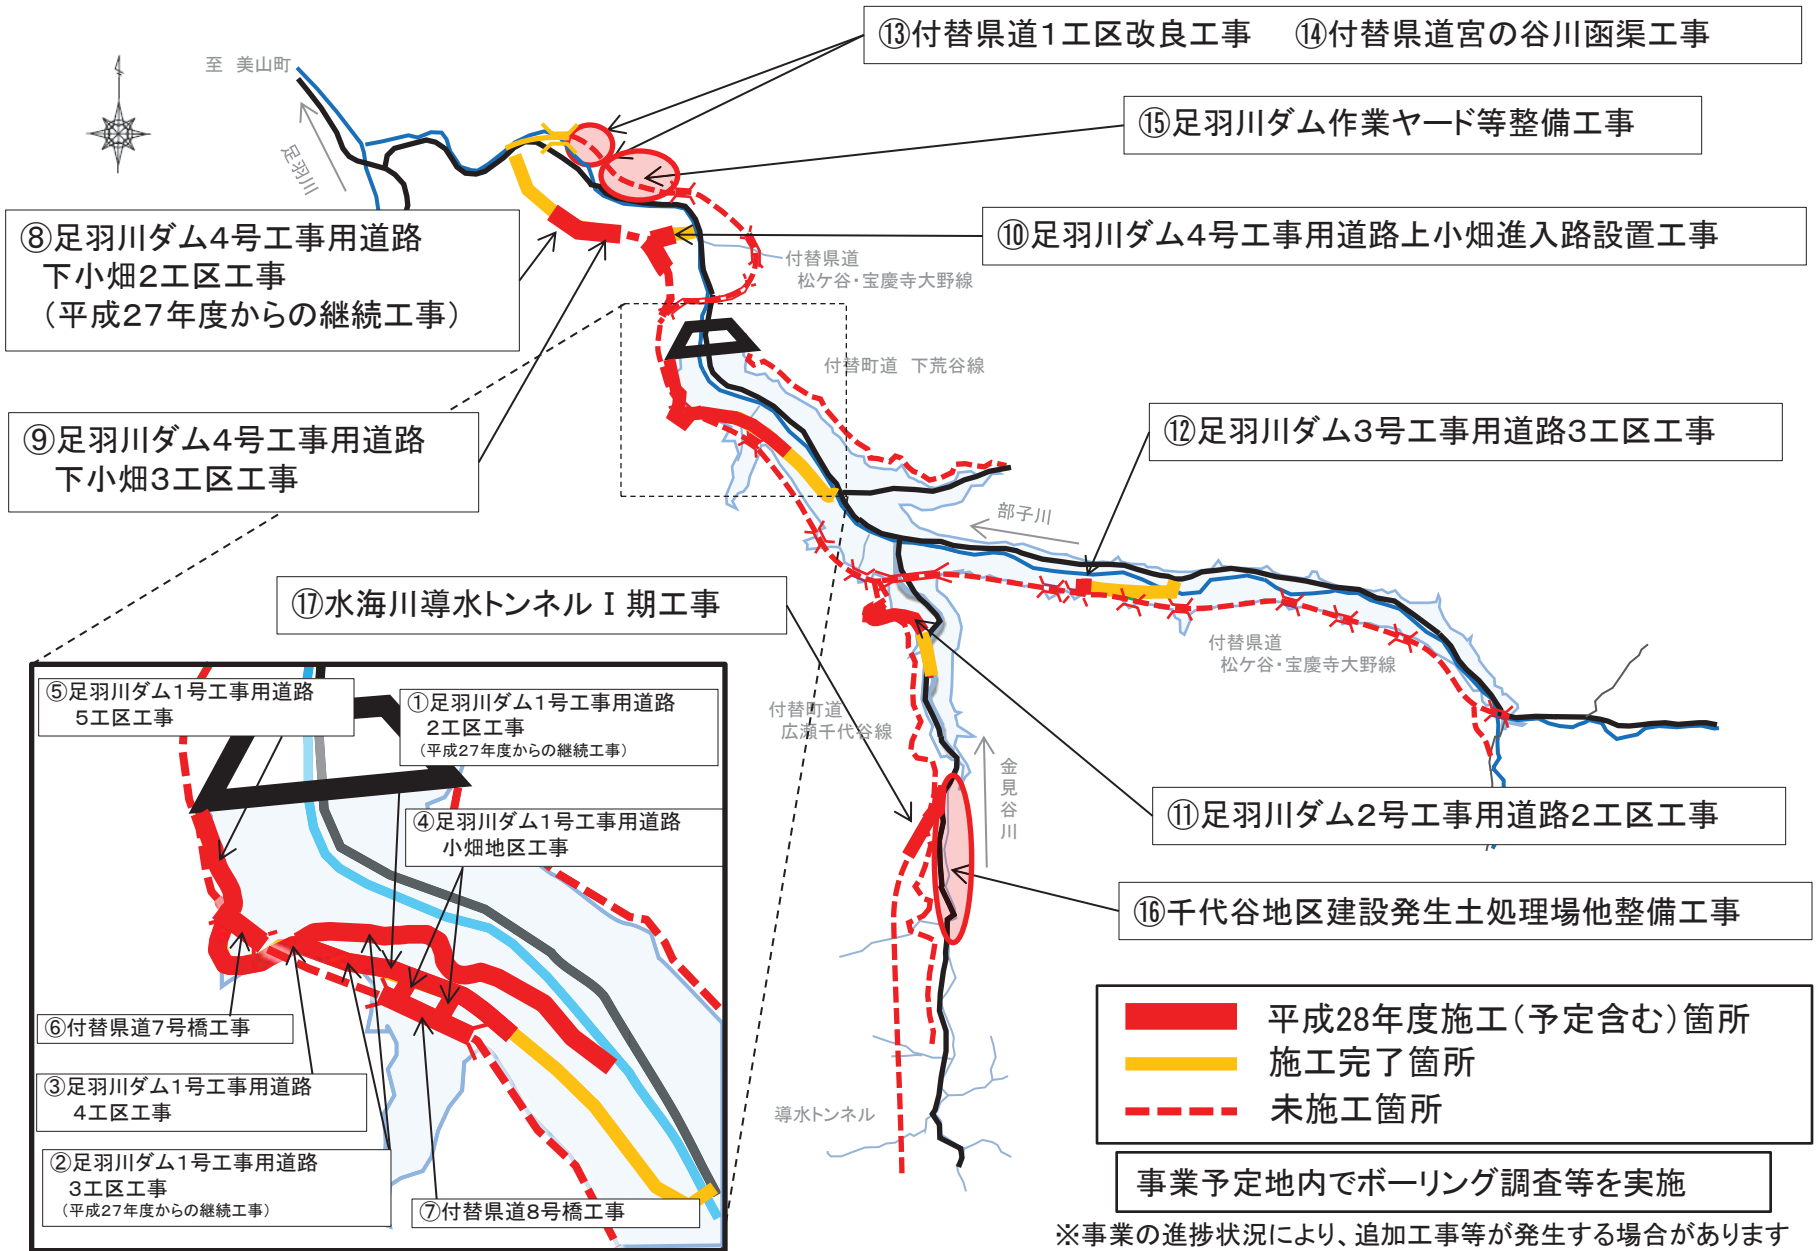 ⑬付替県道1工区改良工事　⑭付替県道宮の谷川函渠工事
至 美山町
⑮足羽川ダム作業ヤード等整備工事
足羽川
⑧足羽川ダム4号工事用道路
下小畑2工区工事
（平成27年度からの継続工事）
⑩足羽川ダム4号工事用道路上小畑進入路設置工事
付替県道
松ケ谷・宝慶寺大野線
付替町道 下荒谷線
⑨足羽川ダム4号工事用道路
下小畑3工区工事
⑫足羽川ダム3号工事用道路3工区工事
部子川
⑰水海川導水トンネルⅠ期工事
付替県道
松ケ谷・宝慶寺大野線
付替町道
広瀬千代谷線
金見谷川
⑪足羽川ダム2号工事用道路2工区工事
⑯千代谷地区建設発生土処理場他整備工事
導水トンネル
⑤足羽川ダム1号工事用道路
5工区工事
①足羽川ダム1号工事用道路
2工区工事
（平成27年度からの継続工事）
④足羽川ダム1号工事用道路
小畑地区工事
⑥付替県道7号橋工事
③足羽川ダム1号工事用道路
4工区工事
②足羽川ダム1号工事用道路
3工区工事
（平成27年度からの継続工事）
⑦付替県道8号橋工事
平成28年度施工（予定含む）箇所
施工完了箇所
未施工箇所
事業予定地内でボーリング調査等を実施
※事業の進捗状況により、追加工事等が発生する場合があります